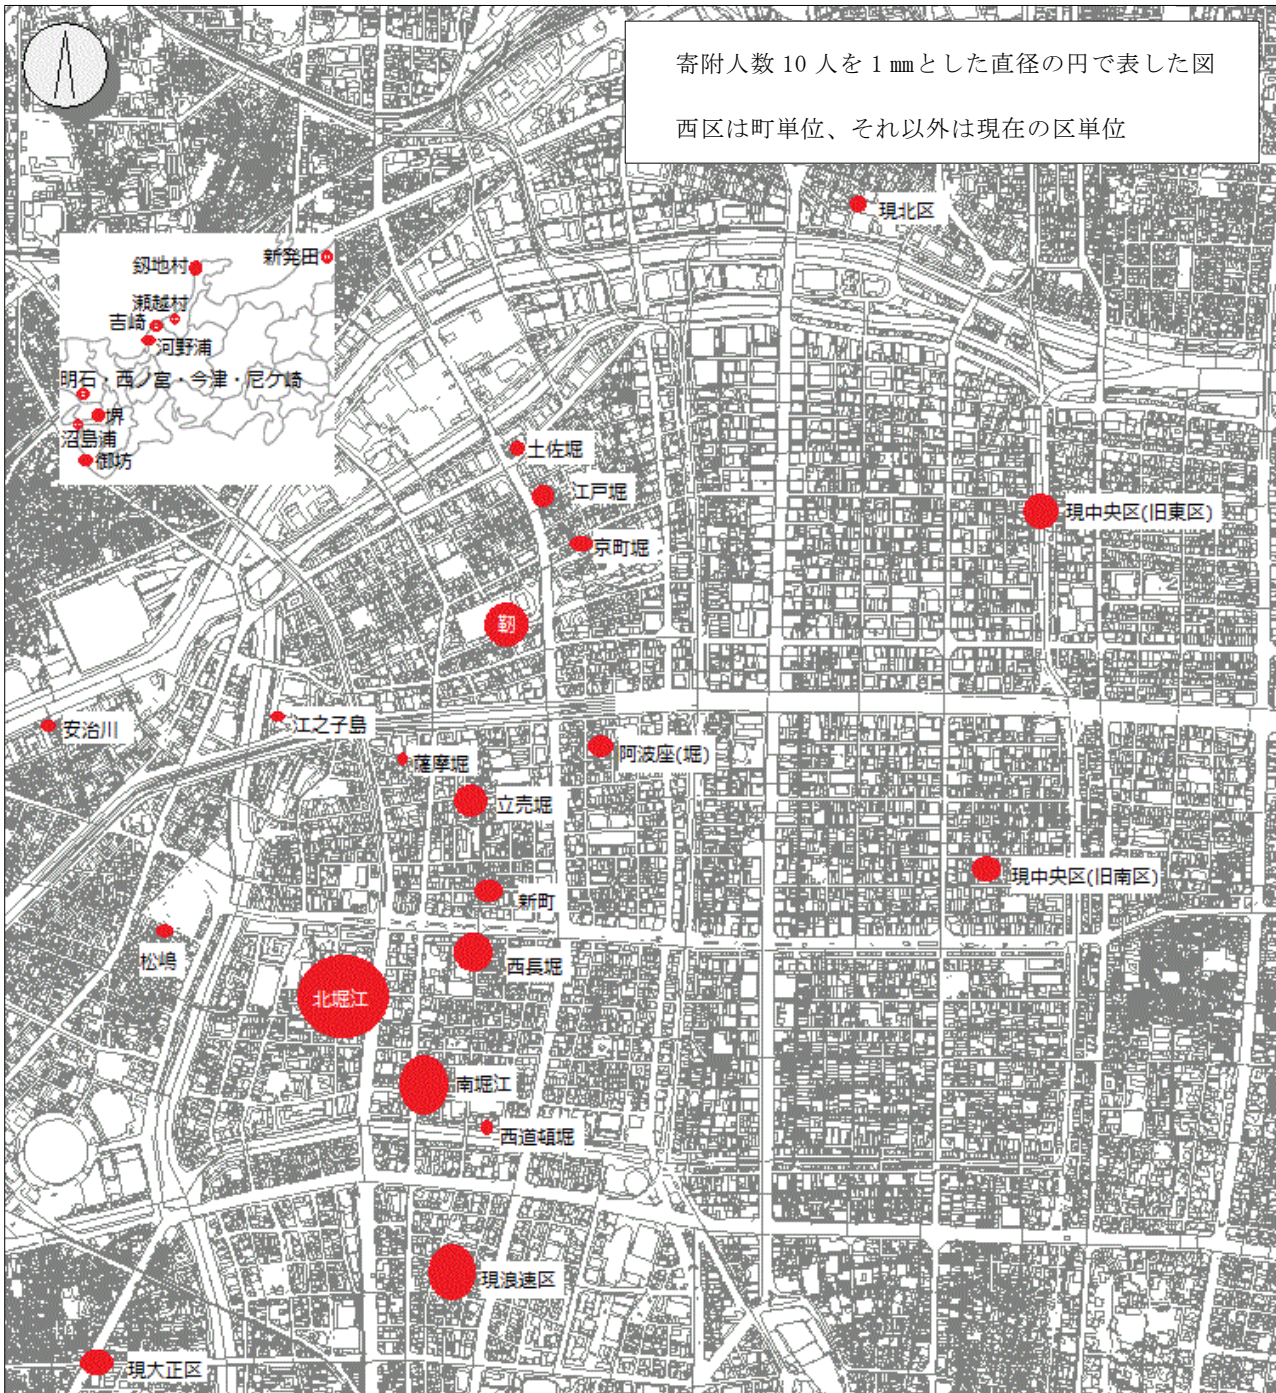 寄附人数 10 人を 1 ㎜とした直径の円で表した図
西区は町単位、それ以外は現在の区単位
現北区
新発田
釼地村
瀬越村
吉崎
河野浦
明石・西ノ宮・今津・尼ケ崎
堺
沼島浦
御坊
土佐堀
江戸堀
現中央区(旧東区)
京町堀
靭
安治川
江之子島
阿波座(堀)
薩摩堀
立売堀
現中央区(旧南区)
新町
松嶋
西長堀
北堀江
南堀江
西道頓堀
現浪速区
現大正区